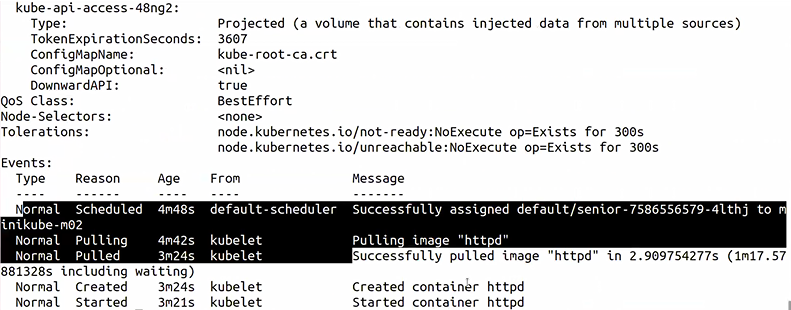 kube-api-access-48ng2:
Type: Projected (a volume that contains injected data from multiple sources)
TokenExpirationSeconds: 3607
ConfigMapName: kube-root-ca.crt
ConfigMapOptional: <nil>
DownwardAPI: true
QoS Class: BestEffort
Node-Selectors: <none>
Tolerations: node.kubernetes.io/not-ready:NoExecute op=Exists for 300s
node.kubernetes.io/unreachable:NoExecute op=Exists for 300s
Events:
Type Reason Age From Message
---- ------ ---- ---- -------
Normal Scheduled 4m48s default-scheduler Successfully assigned default/senior-7586556579-4lthj to m
inikube-m02
Normal Pulling 4m42s kubelet Pulling image "httpd"
Normal Pulled 3m24s kubelet Successfully pulled image "httpd" in 2.909754277s (1m17.57
881328s including waiting)
Normal Created 3m24s kubelet Created container httpd
Normal Started 3m21s kubelet Started container httpd